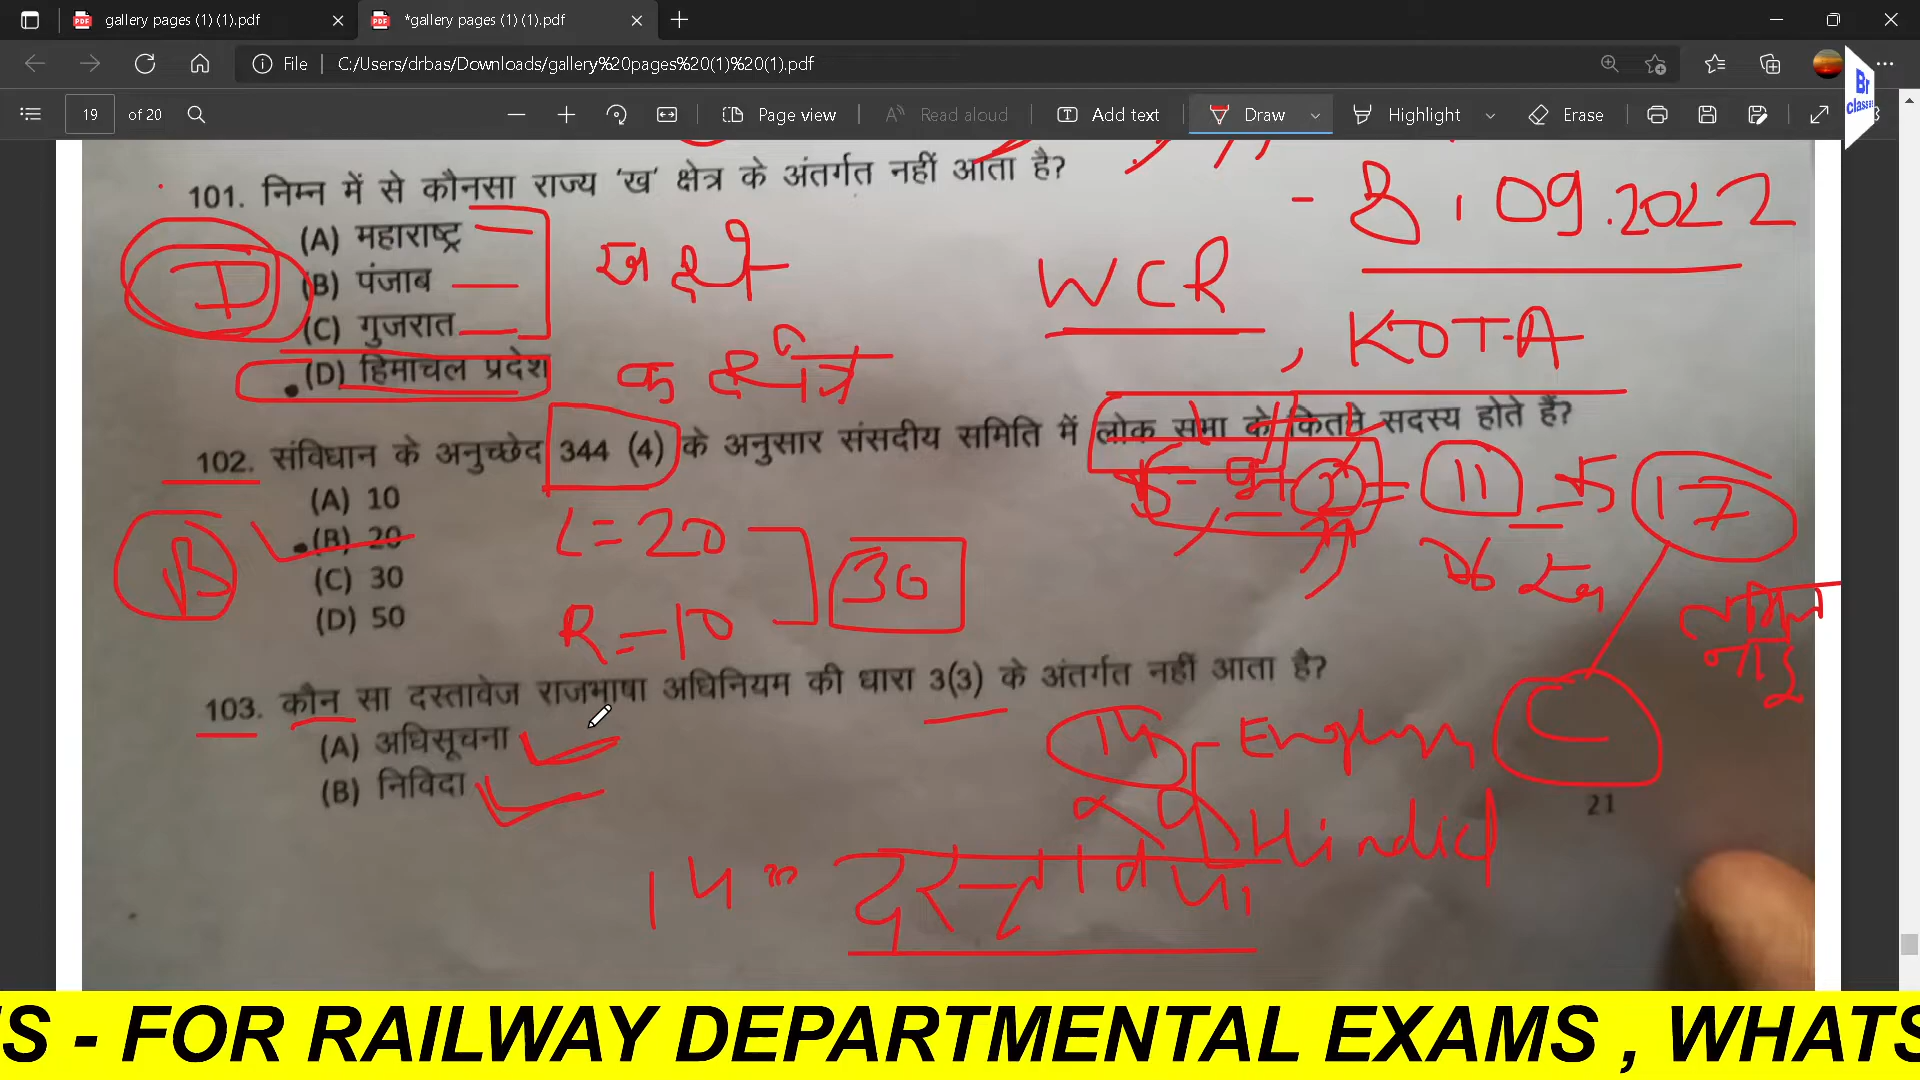 gallery pages (1) (1).pdf
*gallery pages (1) (1).pdf
File
C:/Users/drbas/Downloads/gallery%20pages%20(1)%20(1).pdf
Br
classes
19 of 20
Page view
Read aloud
Add text
Draw
Highlight
Erase
- 8.09.2022
101. निम्न में से कौनसा राज्य 'ख' क्षेत्र के अंतर्गत नहीं आता है?
(A) महाराष्ट्र
(B) पंजाब
(C) गुजरात
(D) हिमाचल प्रदेश
D
WCR
, KOTA
क क्षेत्र
102. संविधान के अनुच्छेद 344 (4) के अनुसार संसदीय समिति में लोक सभा के कितने सदस्य होते हैं?
(A) 10
(B) 20
(C) 30
(D) 50
B
L = 20
R = 10
30
11
17
103. कौन सा दस्तावेज राजभाषा अधिनियम की धारा 3(3) के अंतर्गत नहीं आता है?
(A) अधिसूचना
(B) निविदा
14
English
Hindi
C
21
14
S - FOR RAILWAY DEPARTMENTAL EXAMS , WHATS